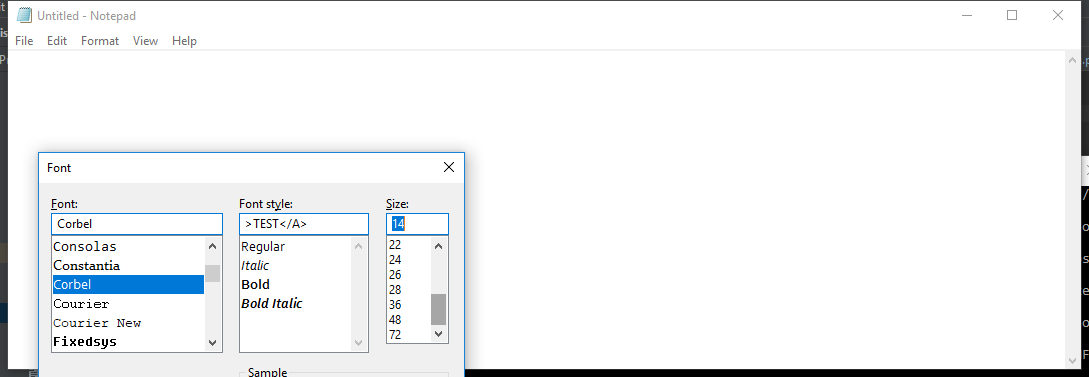 Untitled - Notepad
File Edit Format View Help
Font
Font: Font style: Size:
Corbel >TEST</A> 14
Consolas Regular 22
Constantia Italic 24
Corbel Bold 26
Courier Bold Italic 28
Courier New 36
Fixedsys 48
72
Sample